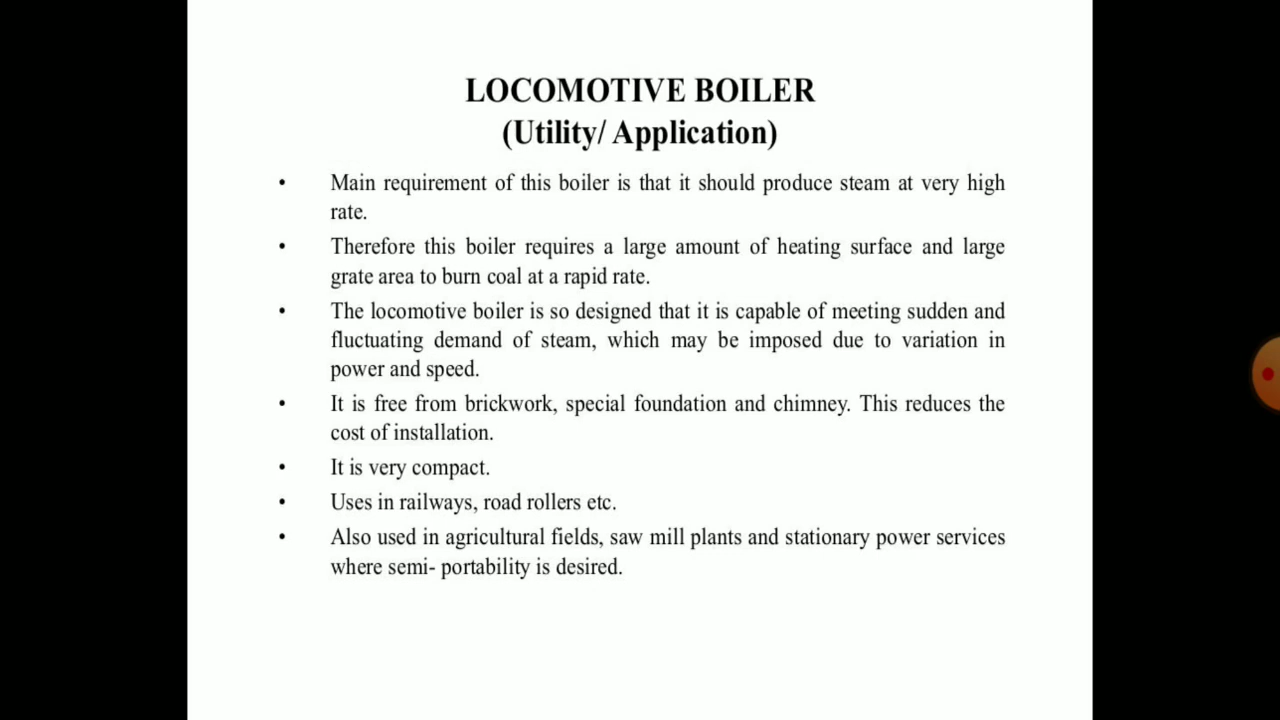 LOCOMOTIVE BOILER
(Utility/ Application)
• Main requirement of this boiler is that it should produce steam at very high
rate.
• Therefore this boiler requires a large amount of heating surface and large
grate area to burn coal at a rapid rate.
• The locomotive boiler is so designed that it is capable of meeting sudden and
fluctuating demand of steam, which may be imposed due to variation in
power and speed.
• It is free from brickwork, special foundation and chimney. This reduces the
cost of installation.
• It is very compact.
• Uses in railways, road rollers etc.
• Also used in agricultural fields, saw mill plants and stationary power services
where semi- portability is desired.